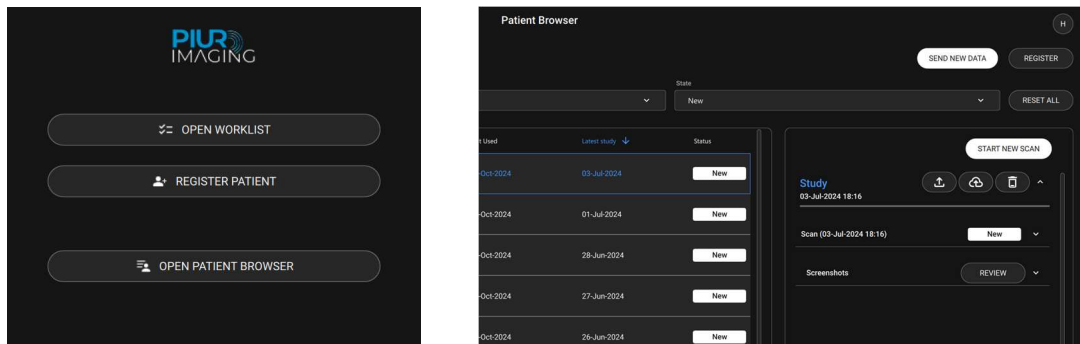 PIUR
IMAGING
OPEN WORKLIST
REGISTER PATIENT
OPEN PATIENT BROWSER
Patient Browser
H
SEND NEW DATA
REGISTER
State
New
RESET ALL
t Used
Latest study
Status
-Oct-2024
03-Jul-2024
New
-Oct-2024
01-Jul-2024
New
-Oct-2024
28-Jun-2024
New
-Oct-2024
27-Jun-2024
New
-Oct-2024
26-Jun-2024
New
START NEW SCAN
Study
03-Jul-2024 18:16
Scan (03-Jul-2024 18:16)
New
Screenshots
REVIEW